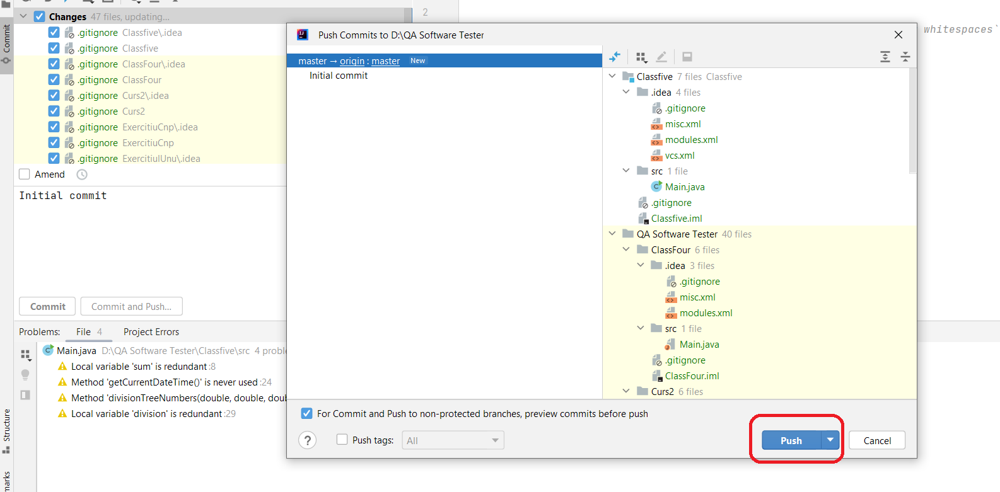 Changes 47 files, updating...
.gitignore Classfive\.idea
.gitignore Classfive
.gitignore ClassFour\.idea
.gitignore ClassFour
.gitignore Curs2\.idea
.gitignore Curs2
.gitignore ExercitiuCnp\.idea
.gitignore ExercitiuCnp
.gitignore ExercitiulUnu\.idea
Amend
Initial commit
Commit
Commit and Push...
Problems: File 4 Project Errors
Main.java D:\QA Software Tester\Classfive\src 4 proble
Local variable 'sum' is redundant :8
Method 'getCurrentDateTime()' is never used :24
Method 'divisionTreeNumbers(double, double, doub
Local variable 'division' is redundant :29
Commit
Structure
marks
2
whitespaces`
Push Commits to D:\QA Software Tester
master → origin : master New
Initial commit
Classfive 7 files Classfive
.idea 4 files
.gitignore
misc.xml
modules.xml
vcs.xml
src 1 file
Main.java
.gitignore
Classfive.iml
QA Software Tester 40 files
ClassFour 6 files
.idea 3 files
.gitignore
misc.xml
modules.xml
src 1 file
Main.java
.gitignore
ClassFour.iml
Curs2 6 files
For Commit and Push to non-protected branches, preview commits before push
? Push tags: All
Push
Cancel